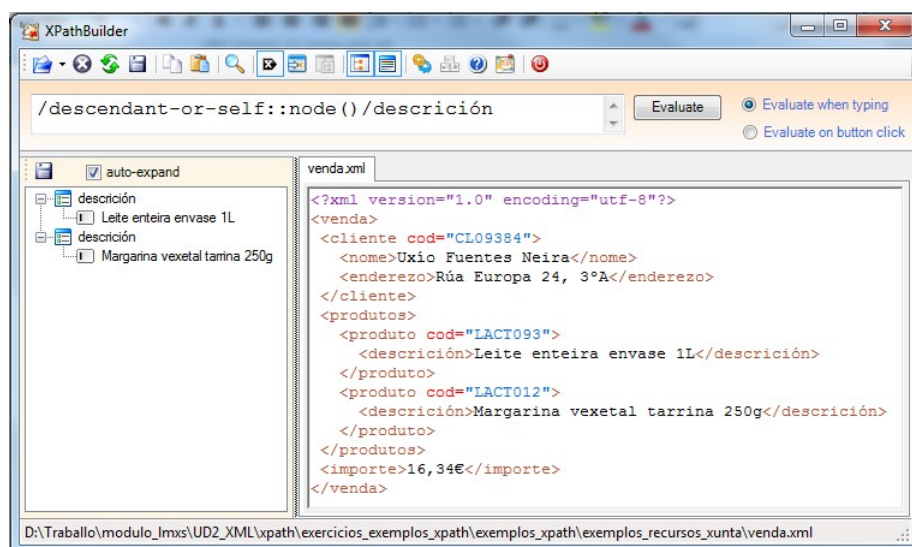 XPathBuilder
/descendant-or-self::node()/descrición
Evaluate
Evaluate when typing
Evaluate on button click
auto-expand
descrición
Leite enteira envase 1L
descrición
Margarina vexetal tarrina 250g
venda.xml
<?xml version="1.0" encoding="utf-8"?>
<venda>
<cliente cod="CL09384">
<nome>Uxío Fuentes Neira</nome>
<enderezo>Rúa Europa 24, 3ºA</enderezo>
</cliente>
<produtos>
<produto cod="LACT093">
<descrición>Leite enteira envase 1L</descrición>
</produto>
<produto cod="LACT012">
<descrición>Margarina vexetal tarrina 250g</descrición>
</produto>
</produtos>
<importe>16,34€</importe>
</venda>
D:\Traballo\modulo_lmxs\UD2_XML\xpath\exercicios_exemplos_xpath\exemplos_xpath\exemplos_recursos_xunta\venda.xml